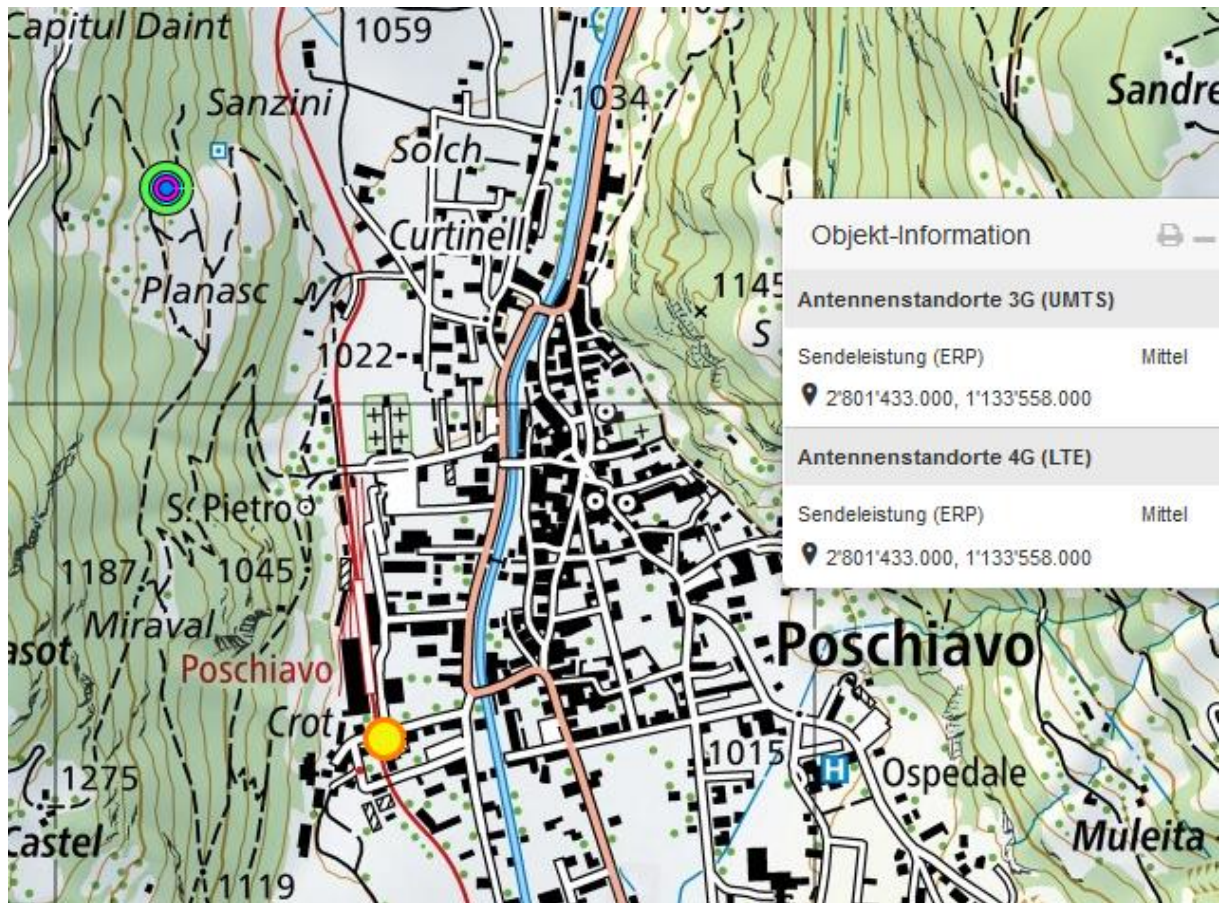 Capitul Daint
1059
Sanzini
1034
Sandre
Sölch
Curtinell
Planasc
1145
S
1022
S. Pietro
1187
1045
Miraval
asot
Poschiavo
Poschiavo
Crot
1275
1015
H
Ospedale
Castel
Muleita
1119
Objekt-Information
Antennenstandorte 3G (UMTS)
Sendeleistung (ERP) Mittel
2'801'433.000, 1'133'558.000
Antennenstandorte 4G (LTE)
Sendeleistung (ERP) Mittel
2'801'433.000, 1'133'558.000